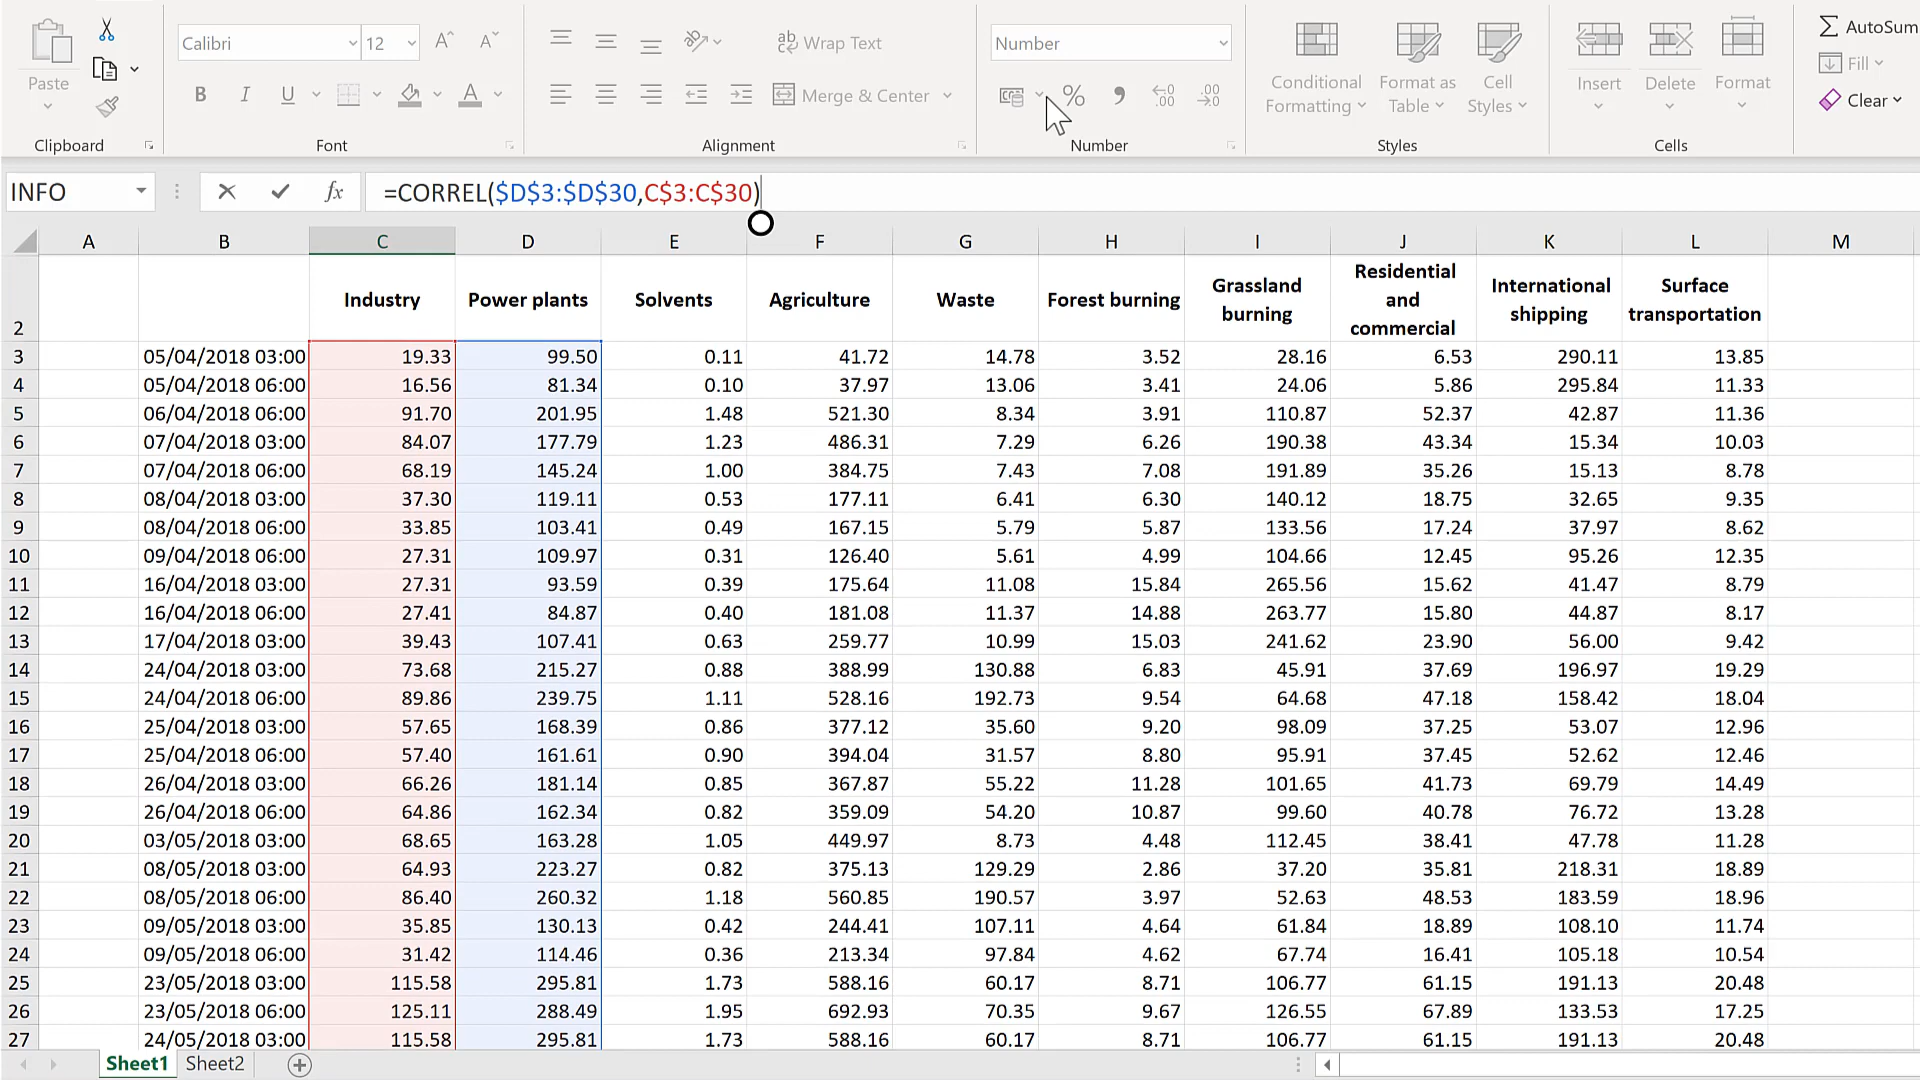 Calibri 12 A^ A˅ ab Wrap Text Number AutoSum
Paste Conditional Format as Cell Insert Delete Format Fill
B I U A Merge & Center % Formatting Table Styles Clear
Clipboard Font Alignment Number Styles Cells
INFO fx =CORREL($D$3:$D$30,C$3:C$30)
A B C D E F G H I J K L M
2 Industry Power plants Solvents Agriculture Waste Forest burning Grassland burning Residential and commercial International shipping Surface transportation
3 05/04/2018 03:00 19.33 99.50 0.11 41.72 14.78 3.52 28.16 6.53 290.11 13.85
4 05/04/2018 06:00 16.56 81.34 0.10 37.97 13.06 3.41 24.06 5.86 295.84 11.33
5 06/04/2018 06:00 91.70 201.95 1.48 521.30 8.34 3.91 110.87 52.37 42.87 11.36
6 07/04/2018 03:00 84.07 177.79 1.23 486.31 7.29 6.26 190.38 43.34 15.34 10.03
7 07/04/2018 06:00 68.19 145.24 1.00 384.75 7.43 7.08 191.89 35.26 15.13 8.78
8 08/04/2018 03:00 37.30 119.11 0.53 177.11 6.41 6.30 140.12 18.75 32.65 9.35
9 08/04/2018 06:00 33.85 103.41 0.49 167.15 5.79 5.87 133.56 17.24 37.97 8.62
10 09/04/2018 06:00 27.31 109.97 0.31 126.40 5.61 4.99 104.66 12.45 95.26 12.35
11 16/04/2018 03:00 27.31 93.59 0.39 175.64 11.08 15.84 265.56 15.62 41.47 8.79
12 16/04/2018 06:00 27.41 84.87 0.40 181.08 11.37 14.88 263.77 15.80 44.87 8.17
13 17/04/2018 03:00 39.43 107.41 0.63 259.77 10.99 15.03 241.62 23.90 56.00 9.42
14 24/04/2018 03:00 73.68 215.27 0.88 388.99 130.88 6.83 45.91 37.69 196.97 19.29
15 24/04/2018 06:00 89.86 239.75 1.11 528.16 192.73 9.54 64.68 47.18 158.42 18.04
16 25/04/2018 03:00 57.65 168.39 0.86 377.12 35.60 9.20 98.09 37.25 53.07 12.96
17 25/04/2018 06:00 57.40 161.61 0.90 394.04 31.57 8.80 95.91 37.45 52.62 12.46
18 26/04/2018 03:00 66.26 181.14 0.85 367.87 55.22 11.28 101.65 41.73 69.79 14.49
19 26/04/2018 06:00 64.86 162.34 0.82 359.09 54.20 10.87 99.60 40.78 76.72 13.28
20 03/05/2018 03:00 68.65 163.28 1.05 449.97 8.73 4.48 112.45 38.41 47.78 11.28
21 08/05/2018 03:00 64.93 223.27 0.82 375.13 129.29 2.86 37.20 35.81 218.31 18.89
22 08/05/2018 06:00 86.40 260.32 1.18 560.85 190.57 3.97 52.63 48.53 183.59 18.96
23 09/05/2018 03:00 35.85 130.13 0.42 244.41 107.11 4.64 61.84 18.89 108.10 11.74
24 09/05/2018 06:00 31.42 114.46 0.36 213.34 97.84 4.62 67.74 16.41 105.18 10.54
25 23/05/2018 03:00 115.58 295.81 1.73 588.16 60.17 8.71 106.77 61.15 191.13 20.48
26 23/05/2018 06:00 125.11 288.49 1.95 692.93 70.35 9.67 126.55 67.89 133.53 17.25
27 24/05/2018 03:00 115.58 295.81 1.73 588.16 60.17 8.71 106.77 61.15 191.13 20.48
Sheet1 Sheet2